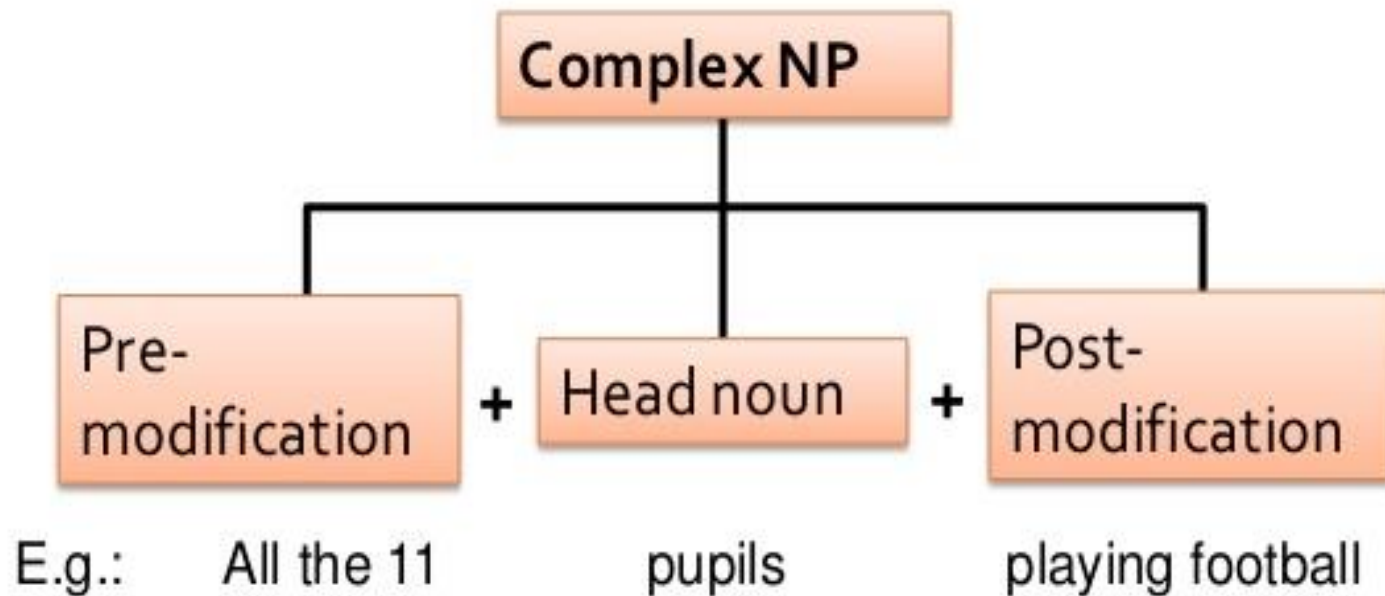 Complex NP
Pre-
modification
+
Head noun
+
Post-
modification
E.g.: All the 11 pupils playing football